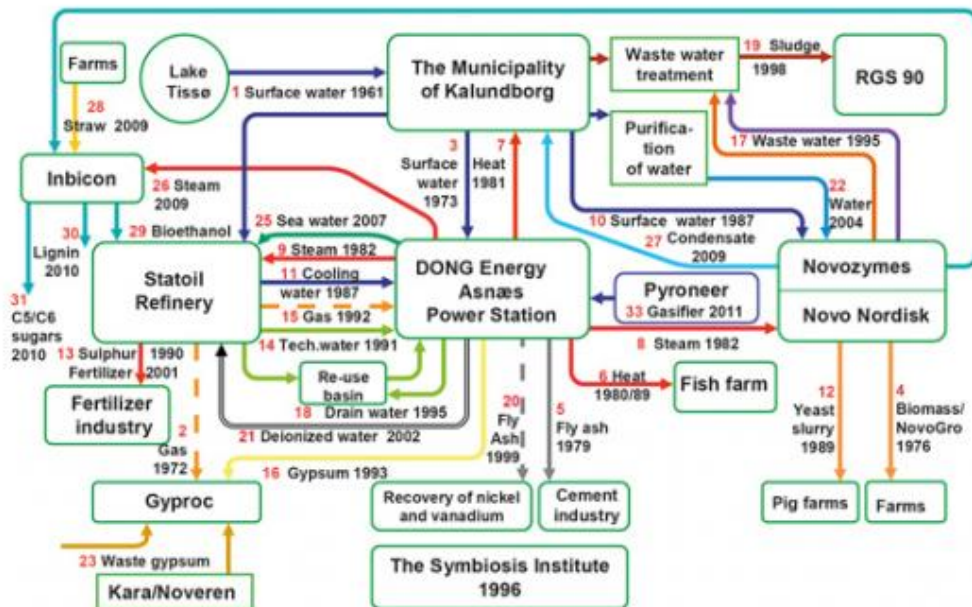 Farms
28
Straw 2009
Lake
Tissø
1 Surface water 1961
The Municipality
of Kalundborg
Waste water
treatment
19 Sludge
1998
RGS 90
Purifica-
tion
of water
17 Waste water 1995
22
Water
2004
3
Surface
water
1973
7
Heat
1981
10 Surface water 1987
27 Condensate
2009
Inbicon
26 Steam
2009
25 Sea water 2007
29 Bioethanol
30
Lignin
2010
31
C5/C6
sugars
2010
9 Steam 1982
11 Cooling
water 1987
15 Gas 1992
14 Tech.water 1991
Statoil
Refinery
DONG Energy
Asnæs
Power Station
Pyroneer
33 Gasifier 2011
Novozymes
Novo Nordisk
8 Steam 1982
13 Sulphur 1990
Fertilizer 2001
Fertilizer
industry
Re-use
basin
18 Drain water 1995
21 Deionized water 2002
2
Gas
1972
16 Gypsum 1993
20
Fly
Ash
1999
5
Fly ash
1979
6 Heat
1980/89
Fish farm
12
Yeast
slurry
1989
4
Biomass/
NovoGro
1976
Gyproc
Recovery of nickel
and vanadium
Cement
industry
Pig farms
Farms
23 Waste gypsum
Kara/Noveren
The Symbiosis Institute
1996